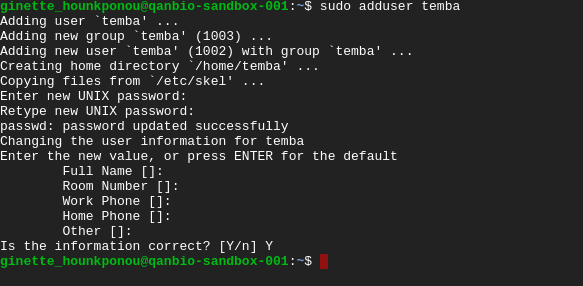 ginette_hounkponou@qanbio-sandbox-001:~$ sudo adduser temba
Adding user `temba' ...
Adding new group `temba' (1003) ...
Adding new user `temba' (1002) with group `temba' ...
Creating home directory `/home/temba' ...
Copying files from `/etc/skel' ...
Enter new UNIX password:
Retype new UNIX password:
passwd: password updated successfully
Changing the user information for temba
Enter the new value, or press ENTER for the default
        Full Name []:
        Room Number []:
        Work Phone []:
        Home Phone []:
        Other []:
Is the information correct? [Y/n] Y
ginette_hounkponou@qanbio-sandbox-001:~$